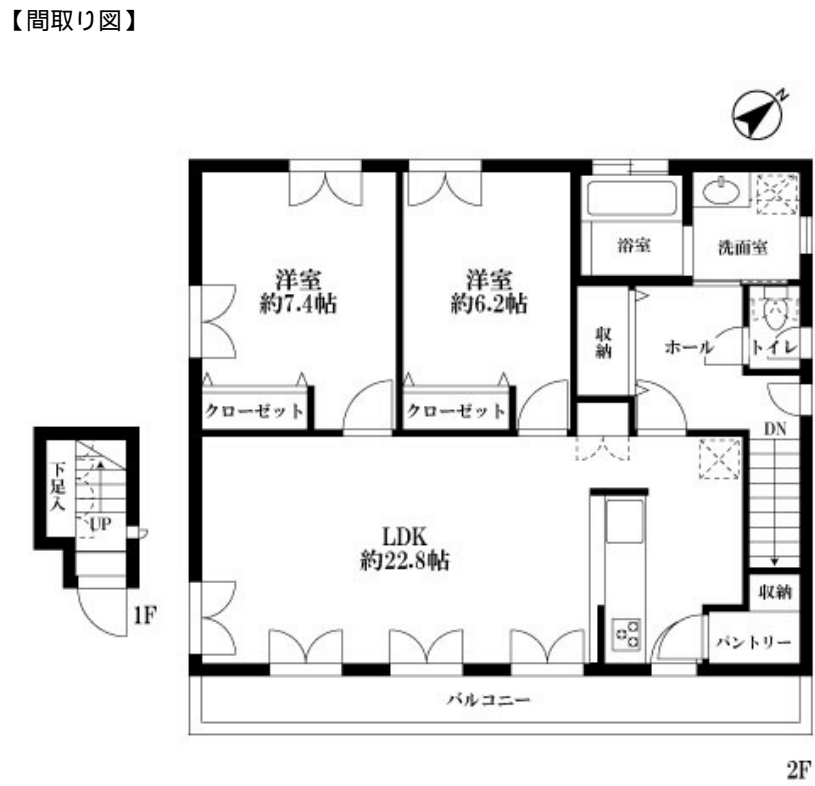 【間取り図】
N
洋室
約7.4帖
洋室
約6.2帖
浴室
洗面室
収納
ホール
トイレ
クローゼット
クローゼット
DN
下足入
UP
1F
LDK
約22.8帖
収納
パントリー
バルコニー
2F